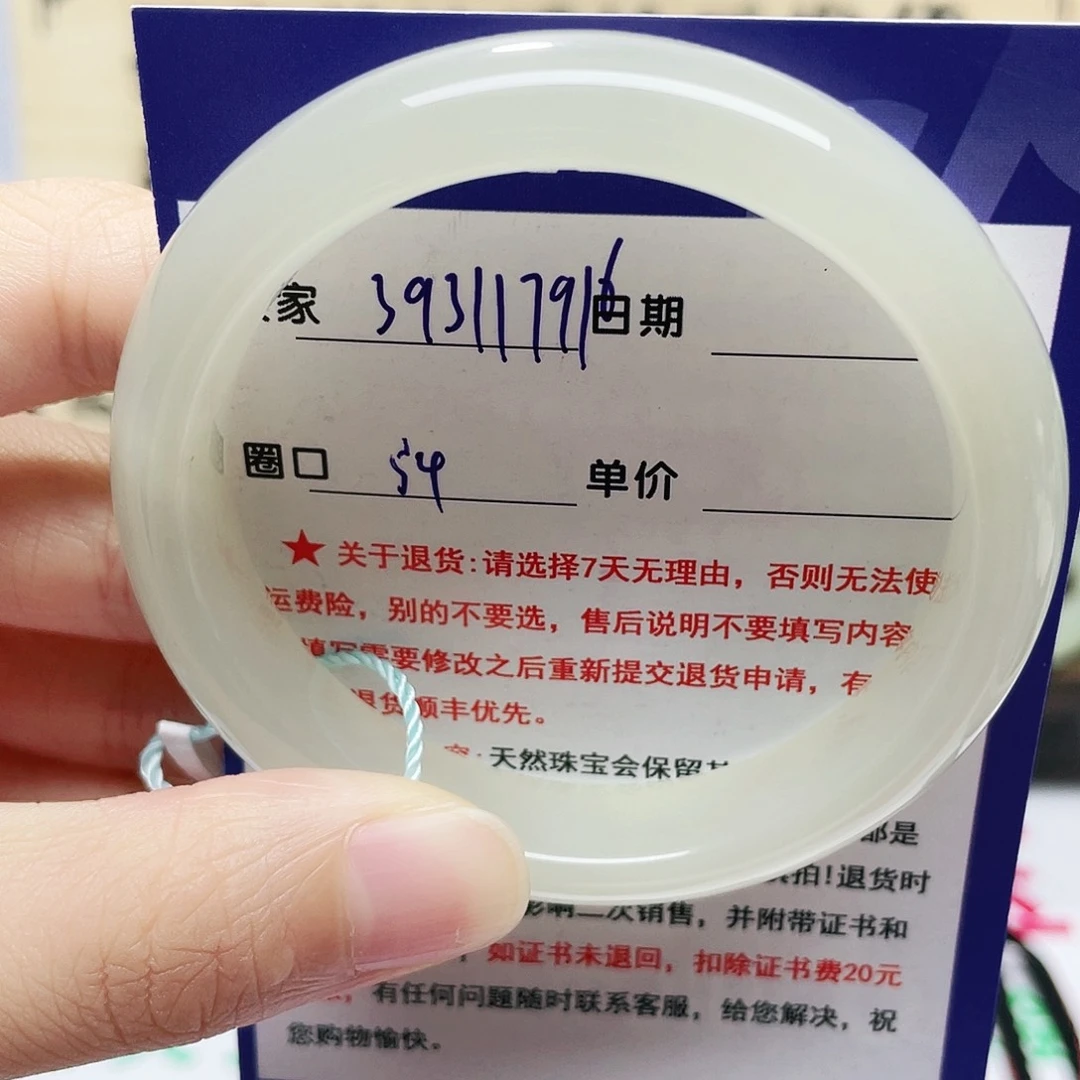 家 393117916 日期
圈口 54 单价
★关于退货:请选择7天无理由，否则无法使
运费险，别的不要选，售后说明不要填写内容
填写需要修改之后重新提交退货申请，有
退货顺丰优先。
容:天然珠宝会保留其
都是
拍!退货时
影响二次销售，并附带证书和
，如证书未退回，扣除证书费20元
，有任何问题随时联系客服，给您解决，祝
您购物愉快。